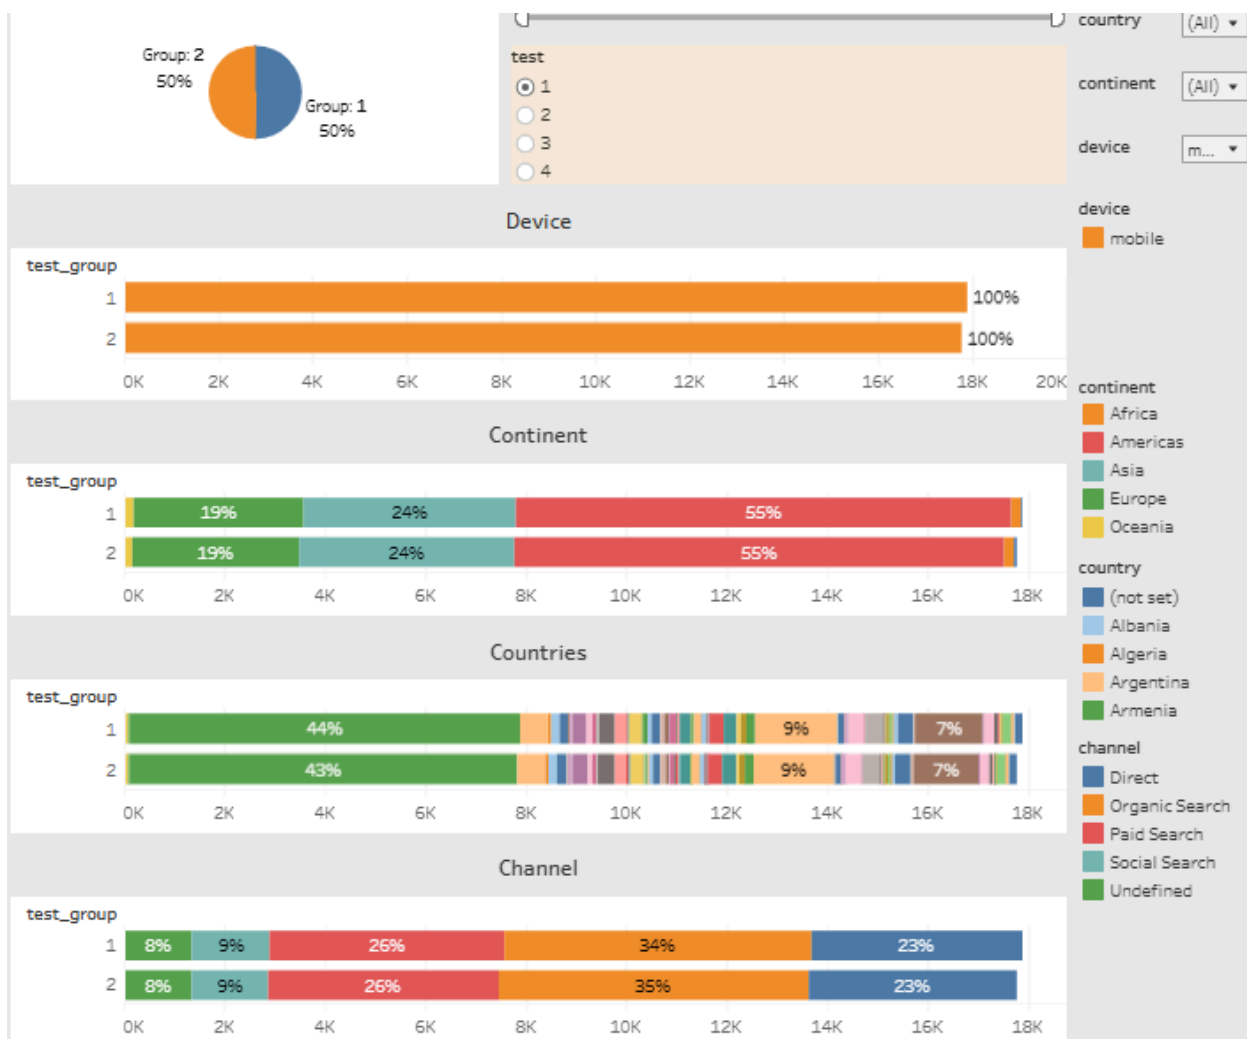 country (All)
Group: 2
50%
Group: 1
50%
test
1
2
3
4
continent (All)
device m...
Device
device
mobile
test_group
1 100%
2 100%
0K 2K 4K 6K 8K 10K 12K 14K 16K 18K 20K
Continent
test_group
1 19% 24% 55%
2 19% 24% 55%
0K 2K 4K 6K 8K 10K 12K 14K 16K 18K
continent
Africa
Americas
Asia
Europe
Oceania
Countries
test_group
1 44% 9% 7%
2 43% 9% 7%
0K 2K 4K 6K 8K 10K 12K 14K 16K 18K
country
(not set)
Albania
Algeria
Argentina
Armenia
Channel
test_group
1 8% 9% 26% 34% 23%
2 8% 9% 26% 35% 23%
0K 2K 4K 6K 8K 10K 12K 14K 16K 18K
channel
Direct
Organic Search
Paid Search
Social Search
Undefined